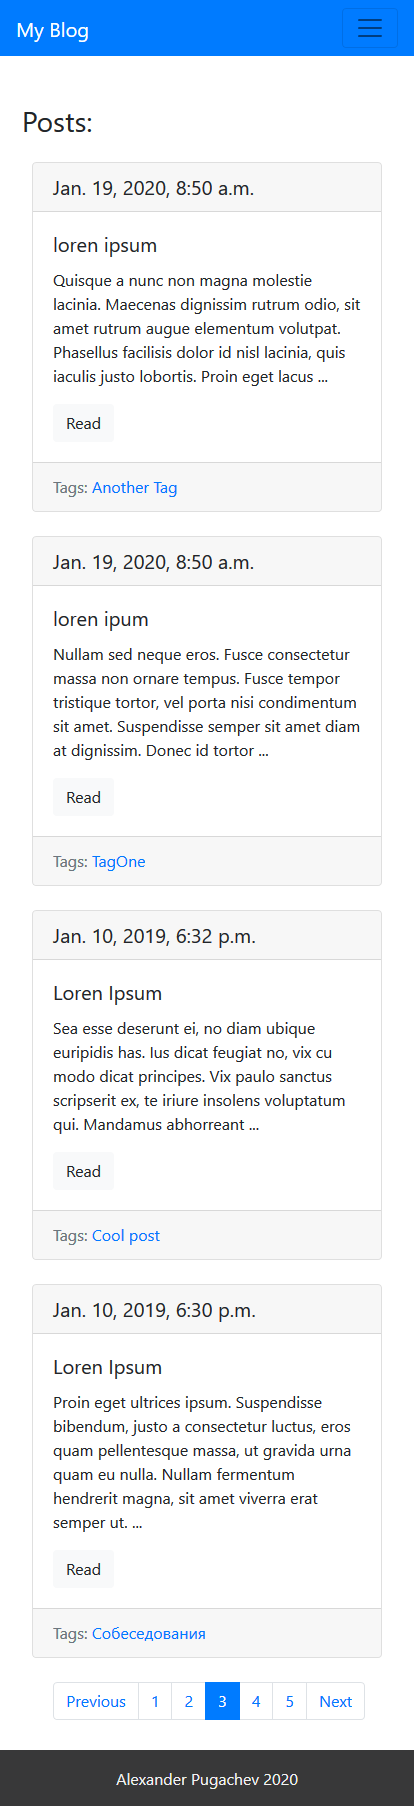 My Blog
Posts:
Jan. 19, 2020, 8:50 a.m.
loren ipsum
Quisque a nunc non magna molestie
lacinia. Maecenas dignissim rutrum odio, sit
amet rutrum augue elementum volutpat.
Phasellus facilisis dolor id nisl lacinia, quis
iaculis justo lobortis. Proin eget lacus ...
Read
Tags: Another Tag
Jan. 19, 2020, 8:50 a.m.
loren ipum
Nullam sed neque eros. Fusce consectetur
massa non ornare tempus. Fusce tempor
tristique tortor, vel porta nisi condimentum
sit amet. Suspendisse semper sit amet diam
at dignissim. Donec id tortor ...
Read
Tags: TagOne
Jan. 10, 2019, 6:32 p.m.
Loren Ipsum
Sea esse deserunt ei, no diam ubique
euripidis has. Ius dicat feugiat no, vix cu
modo dicat principes. Vix paulo sanctus
scripserit ex, te iriure insolens voluptatum
qui. Mandamus abhorreant ...
Read
Tags: Cool post
Jan. 10, 2019, 6:30 p.m.
Loren Ipsum
Proin eget ultrices ipsum. Suspendisse
bibendum, justo a consectetur luctus, eros
quam pellentesque massa, ut gravida urna
quam eu nulla. Nullam fermentum
hendrerit magna, sit amet viverra erat
semper ut. ...
Read
Tags: Собеседования
Previous 1 2 3 4 5 Next
Alexander Pugachev 2020